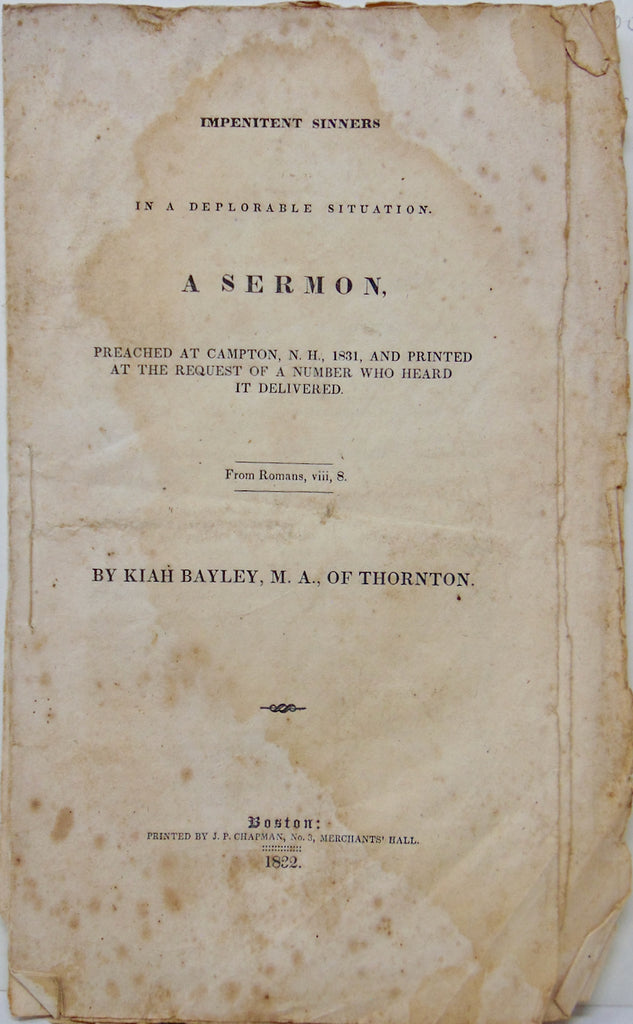 IMPENITENT SINNERS
IN A DEPLORABLE SITUATION.
A SERMON,
PREACHED AT CAMPTON, N. H., 1831, AND PRINTED
AT THE REQUEST OF A NUMBER WHO HEARD
IT DELIVERED.
From Romans, viii, 8.
BY KIAH BAYLEY, M. A., OF THORNTON.
Boston:
PRINTED BY J. P. CHAPMAN, No. 3, MERCHANTS' HALL.
1832.